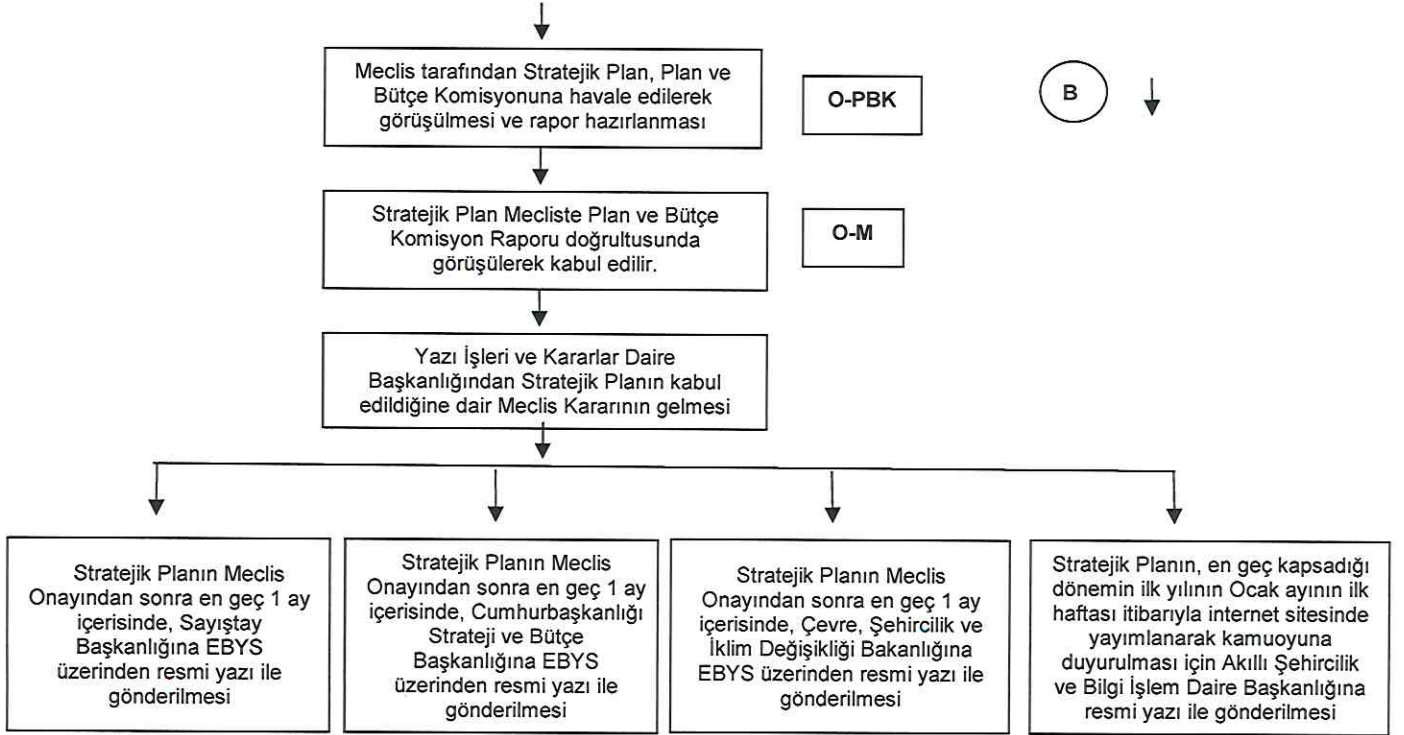 Meclis tarafından Stratejik Plan, Plan ve
Bütçe Komisyonuna havale edilerek
görüşülmesi ve rapor hazırlanması
O-PBK
B
Stratejik Plan Mecliste Plan ve Bütçe
Komisyon Raporu doğrultusunda
görüşülerek kabul edilir.
O-M
Yazı İşleri ve Kararlar Daire
Başkanlığından Stratejik Planın kabul
edildiğine dair Meclis Kararının gelmesi
Stratejik Planın Meclis
Onayından sonra en geç 1 ay
içerisinde, Sayıştay
Başkanlığına EBYS
üzerinden resmi yazı ile
gönderilmesi
Stratejik Planın Meclis
Onayından sonra en geç 1 ay
içerisinde, Cumhurbaşkanlığı
Strateji ve Bütçe
Başkanlığına EBYS
üzerinden resmi yazı ile
gönderilmesi
Stratejik Planın Meclis
Onayından sonra en geç 1 ay
içerisinde, Çevre, Şehircilik ve
İklim Değişikliği Bakanlığına
EBYS üzerinden resmi yazı ile
gönderilmesi
Stratejik Planın, en geç kapsadığı
dönemin ilk yılının Ocak ayının ilk
haftası itibarıyla internet sitesinde
yayımlanarak kamuoyuna
duyurulması için Akıllı Şehircilik
ve Bilgi İşlem Daire Başkanlığına
resmi yazı ile gönderilmesi